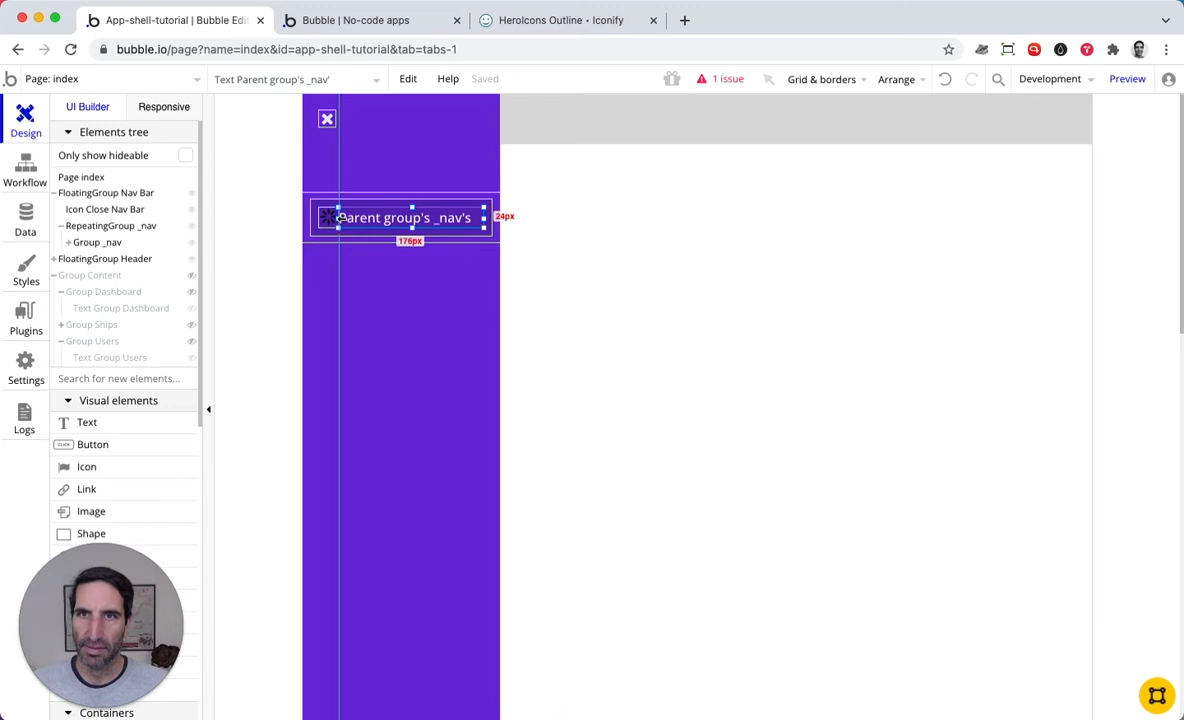 App-shell-tutorial | Bubble Edi
Bubble | No-code apps
HeroIcons Outline • Iconify
bubble.io/page?name=index&id=app-shell-tutorial&tab=tabs-1
Page: index
Text Parent group's _nav'
Edit
Help
Saved
1 issue
Grid & borders
Arrange
Development
Preview
Design
Workflow
Data
Styles
Plugins
Settings
Logs
UI Builder
Responsive
Elements tree
Only show hideable
Page index
FloatingGroup Nav Bar
Icon Close Nav Bar
RepeatingGroup _nav
Group _nav
FloatingGroup Header
Group Content
Group Dashboard
Text Group Dashboard
Group Ships
Group Users
Text Group Users
Search for new elements...
Visual elements
Text
Button
CLICK
Icon
Link
Image
Shape
Containers
Parent group's _nav's
24px
176px